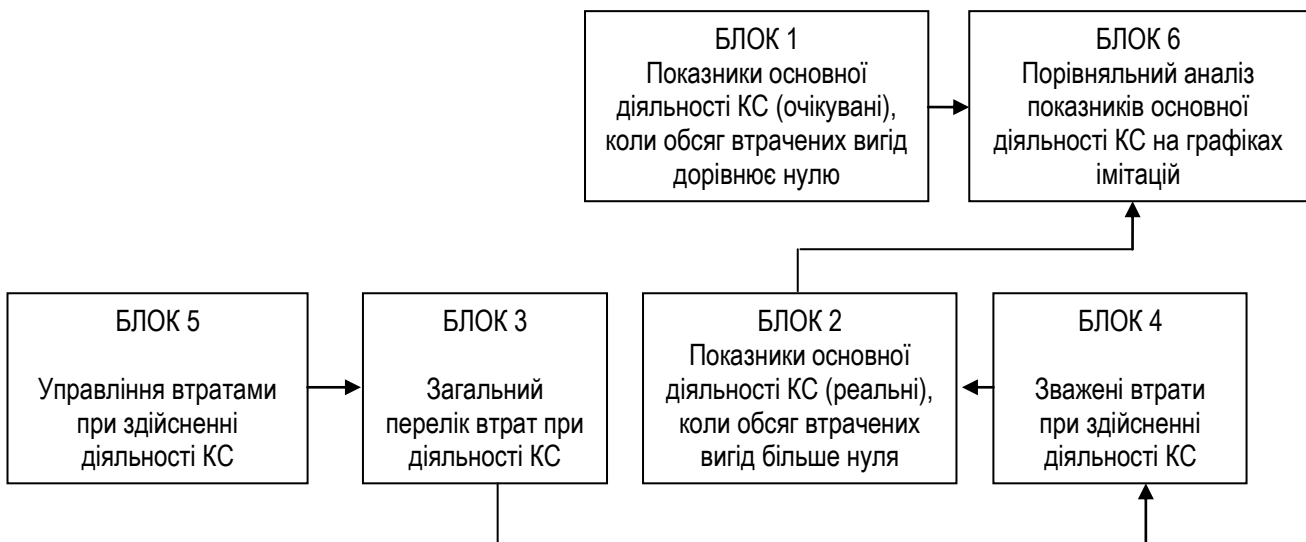 БЛОК 1
Показники основної
діяльності КС (очікувані),
коли обсяг втрачених вигід
дорівнює нулю
БЛОК 6
Порівняльний аналіз
показників основної
діяльності КС на графіках
імітацій
БЛОК 5
Управління втратами
при здійсненні
діяльності КС
БЛОК 3
Загальний
перелік втрат при
діяльності КС
БЛОК 2
Показники основної
діяльності КС (реальні),
коли обсяг втрачених
вигід більше нуля
БЛОК 4
Зважені втрати
при здійсненні
діяльності КС